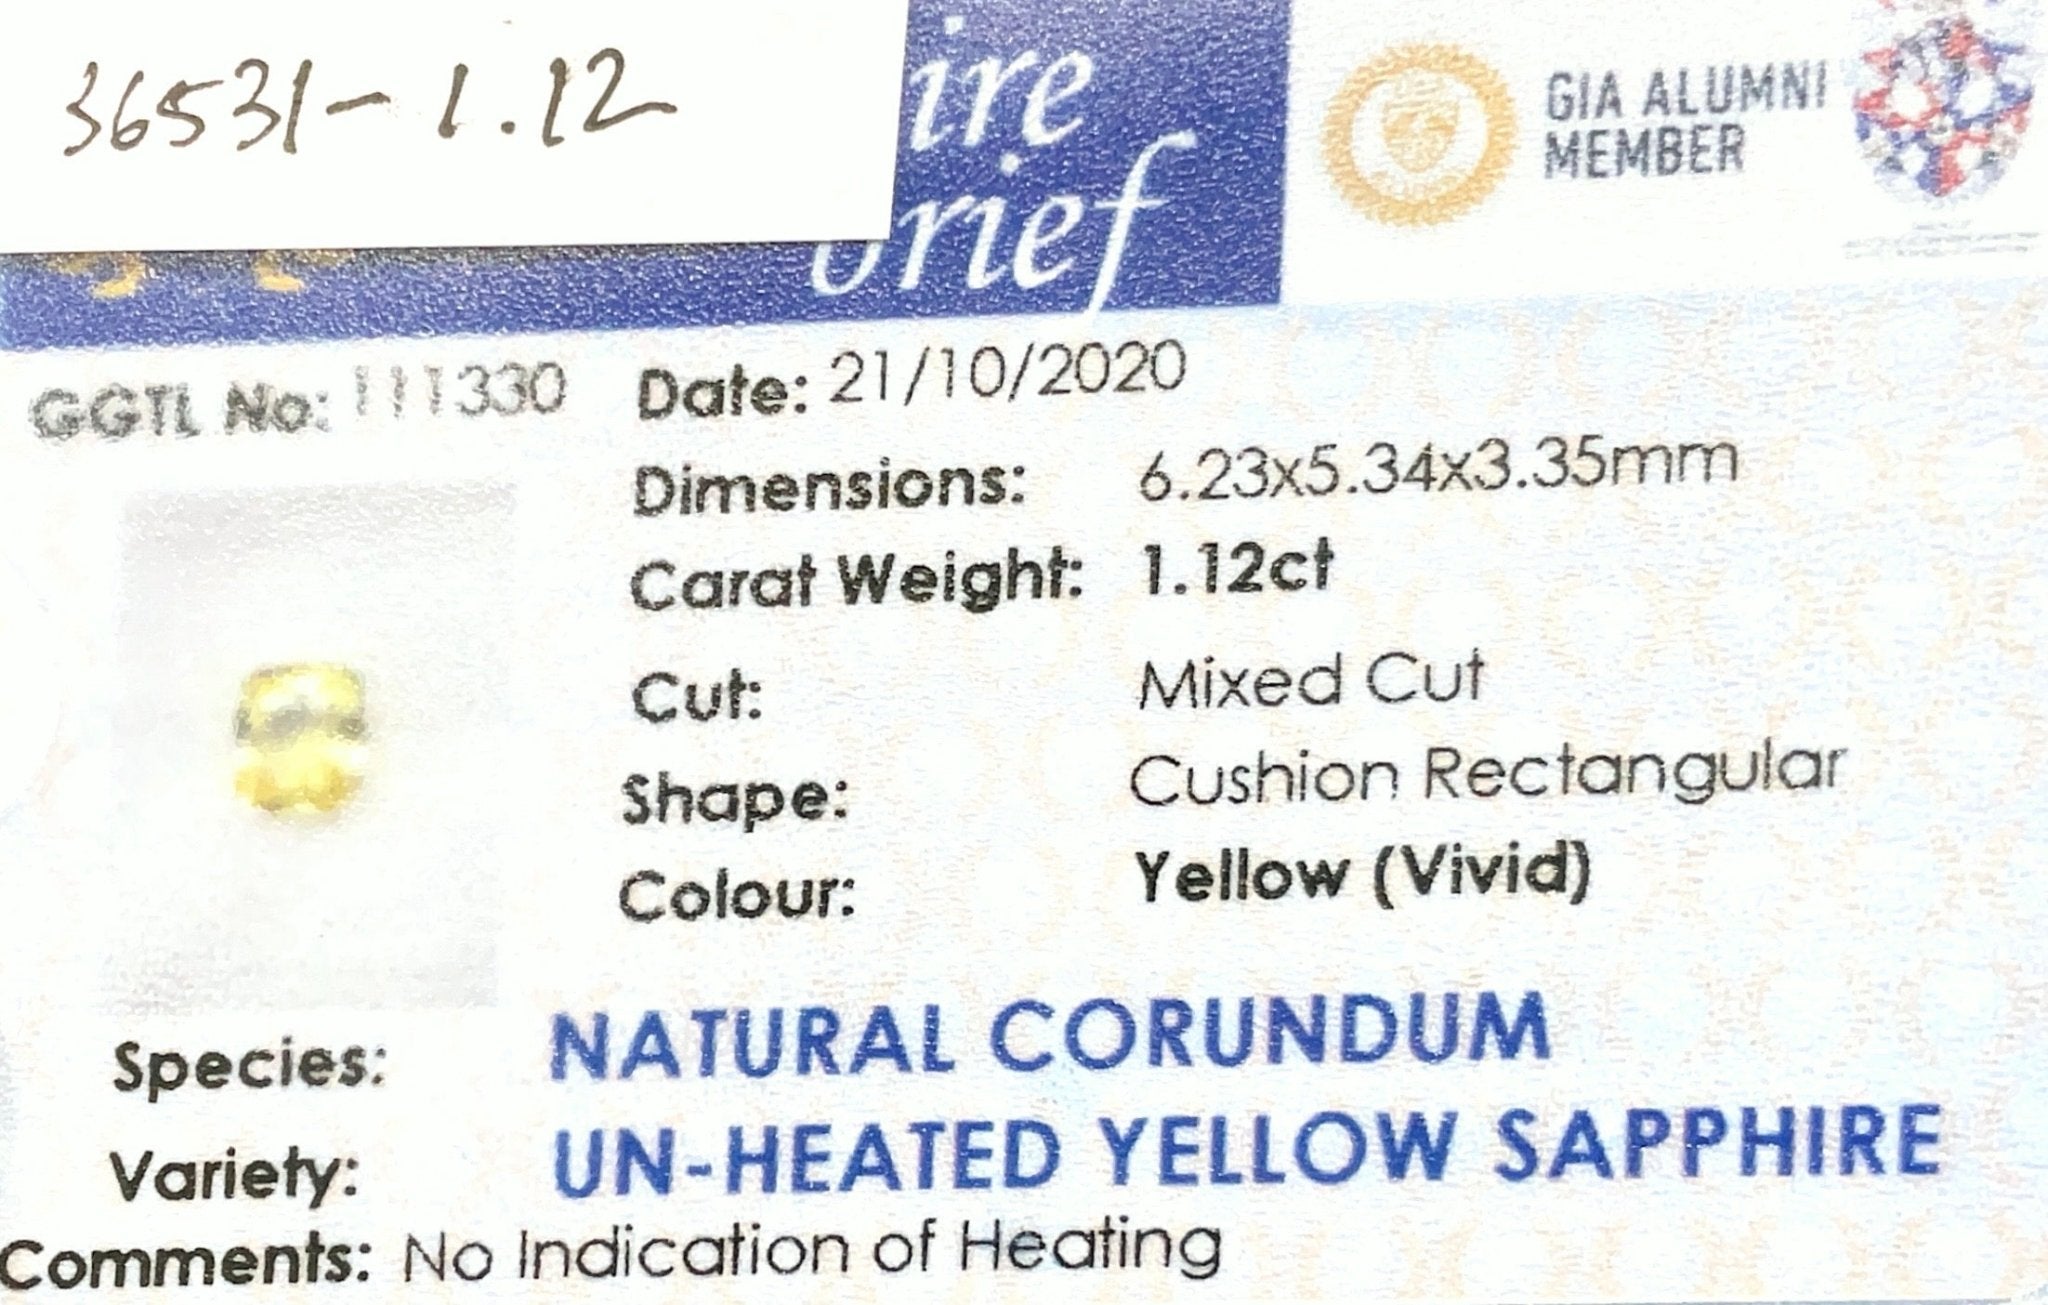 36531-1.12
ire
brief
GIA ALUMNI
MEMBER
GGTL No: 111330
Date: 21/10/2020
Dimensions: 6.23x5.34x3.35mm
Carat Weight: 1.12ct
Cut: Mixed Cut
Shape: Cushion Rectangular
Colour: Yellow (Vivid)
Species: NATURAL CORUNDUM
Variety: UN-HEATED YELLOW SAPPHIRE
Comments: No Indication of Heating